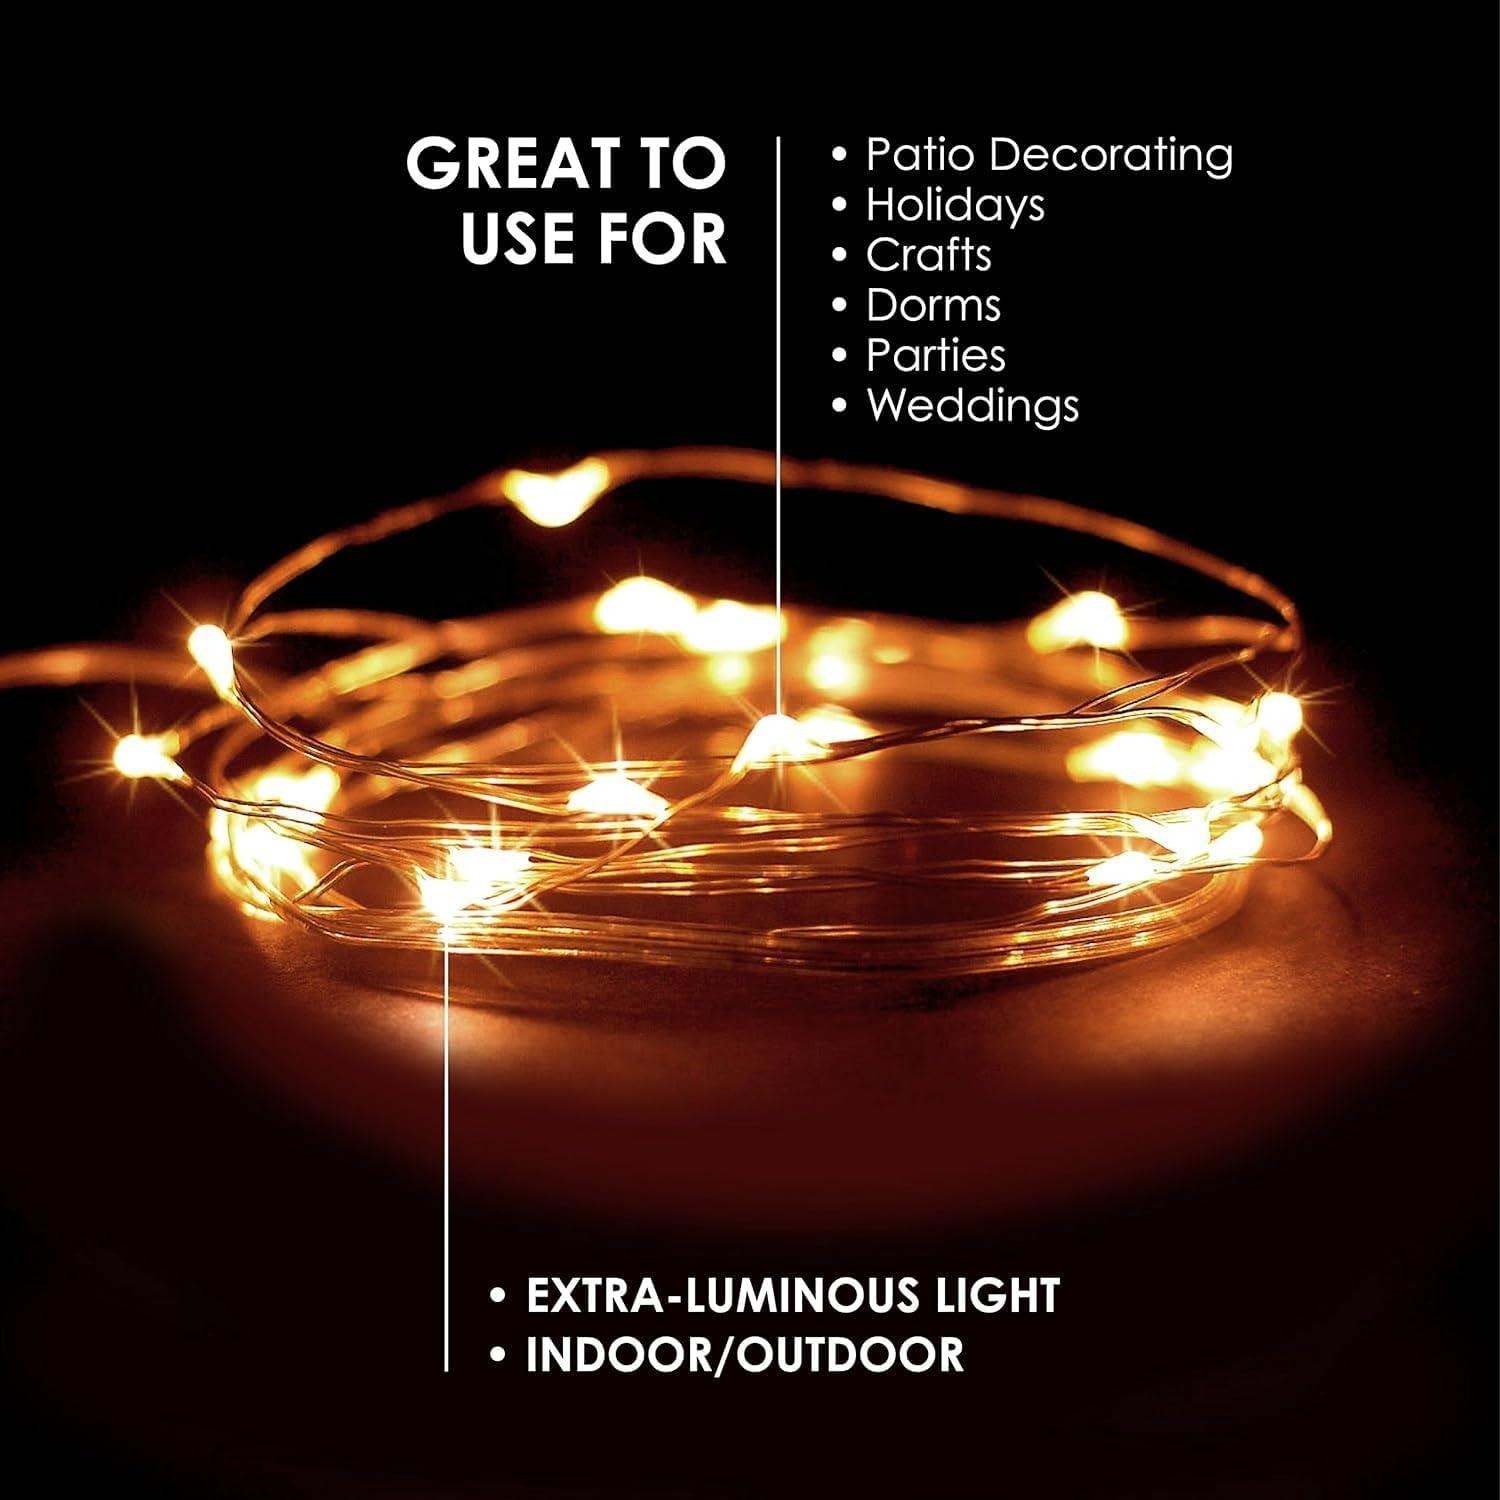 GREAT TO
USE FOR
• Patio Decorating
• Holidays
• Crafts
• Dorms
• Parties
• Weddings
• EXTRA-LUMINOUS LIGHT
• INDOOR/OUTDOOR